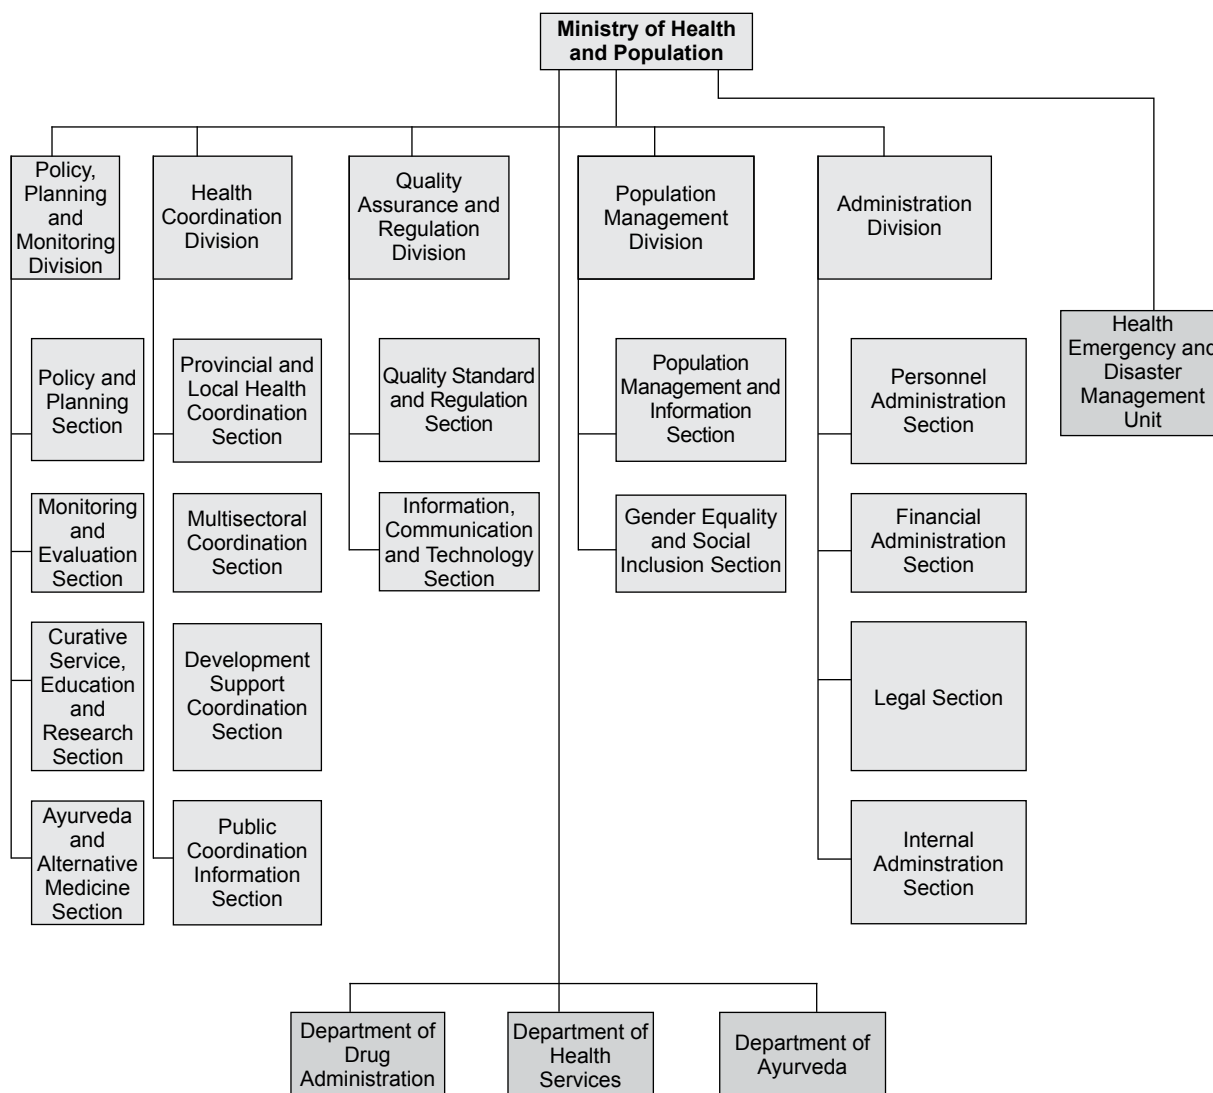 Ministry of Health
and Population
Policy,
Planning
and
Monitoring
Division
Health
Coordination
Division
Quality
Assurance and
Regulation
Division
Population
Management
Division
Administration
Division
Health
Emergency and
Disaster
Management
Unit
Policy and
Planning
Section
Provincial and
Local Health
Coordination
Section
Quality Standard
and Regulation
Section
Population
Management and
Information
Section
Personnel
Administration
Section
Monitoring
and
Evaluation
Section
Multisectoral
Coordination
Section
Information,
Communication
and Technology
Section
Gender Equality
and Social
Inclusion Section
Financial
Administration
Section
Curative
Service,
Education
and
Research
Section
Development
Support
Coordination
Section
Legal Section
Ayurveda
and
Alternative
Medicine
Section
Public
Coordination
Information
Section
Internal
Adminstration
Section
Department of
Drug
Administration
Department of
Health
Services
Department of
Ayurveda